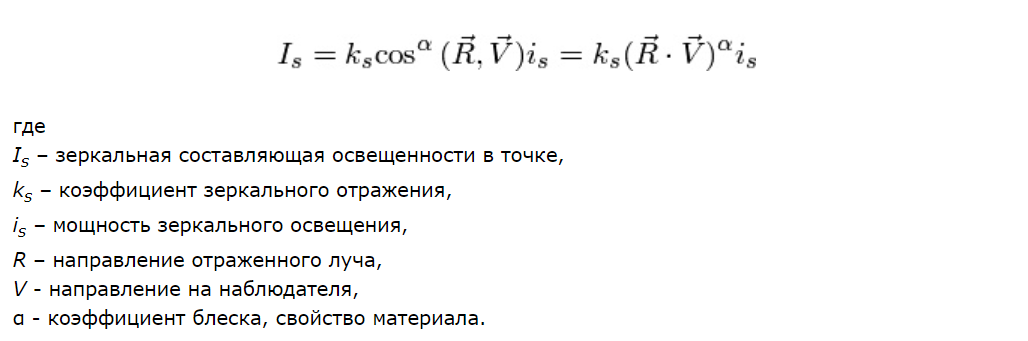 I_s = k_s cos^α (R⃗, V⃗)i_s = k_s(R⃗ · V⃗)^α i_s
где
I_s – зеркальная составляющая освещенности в точке,
k_s – коэффициент зеркального отражения,
i_s – мощность зеркального освещения,
R – направление отраженного луча,
V - направление на наблюдателя,
α - коэффициент блеска, свойство материала.